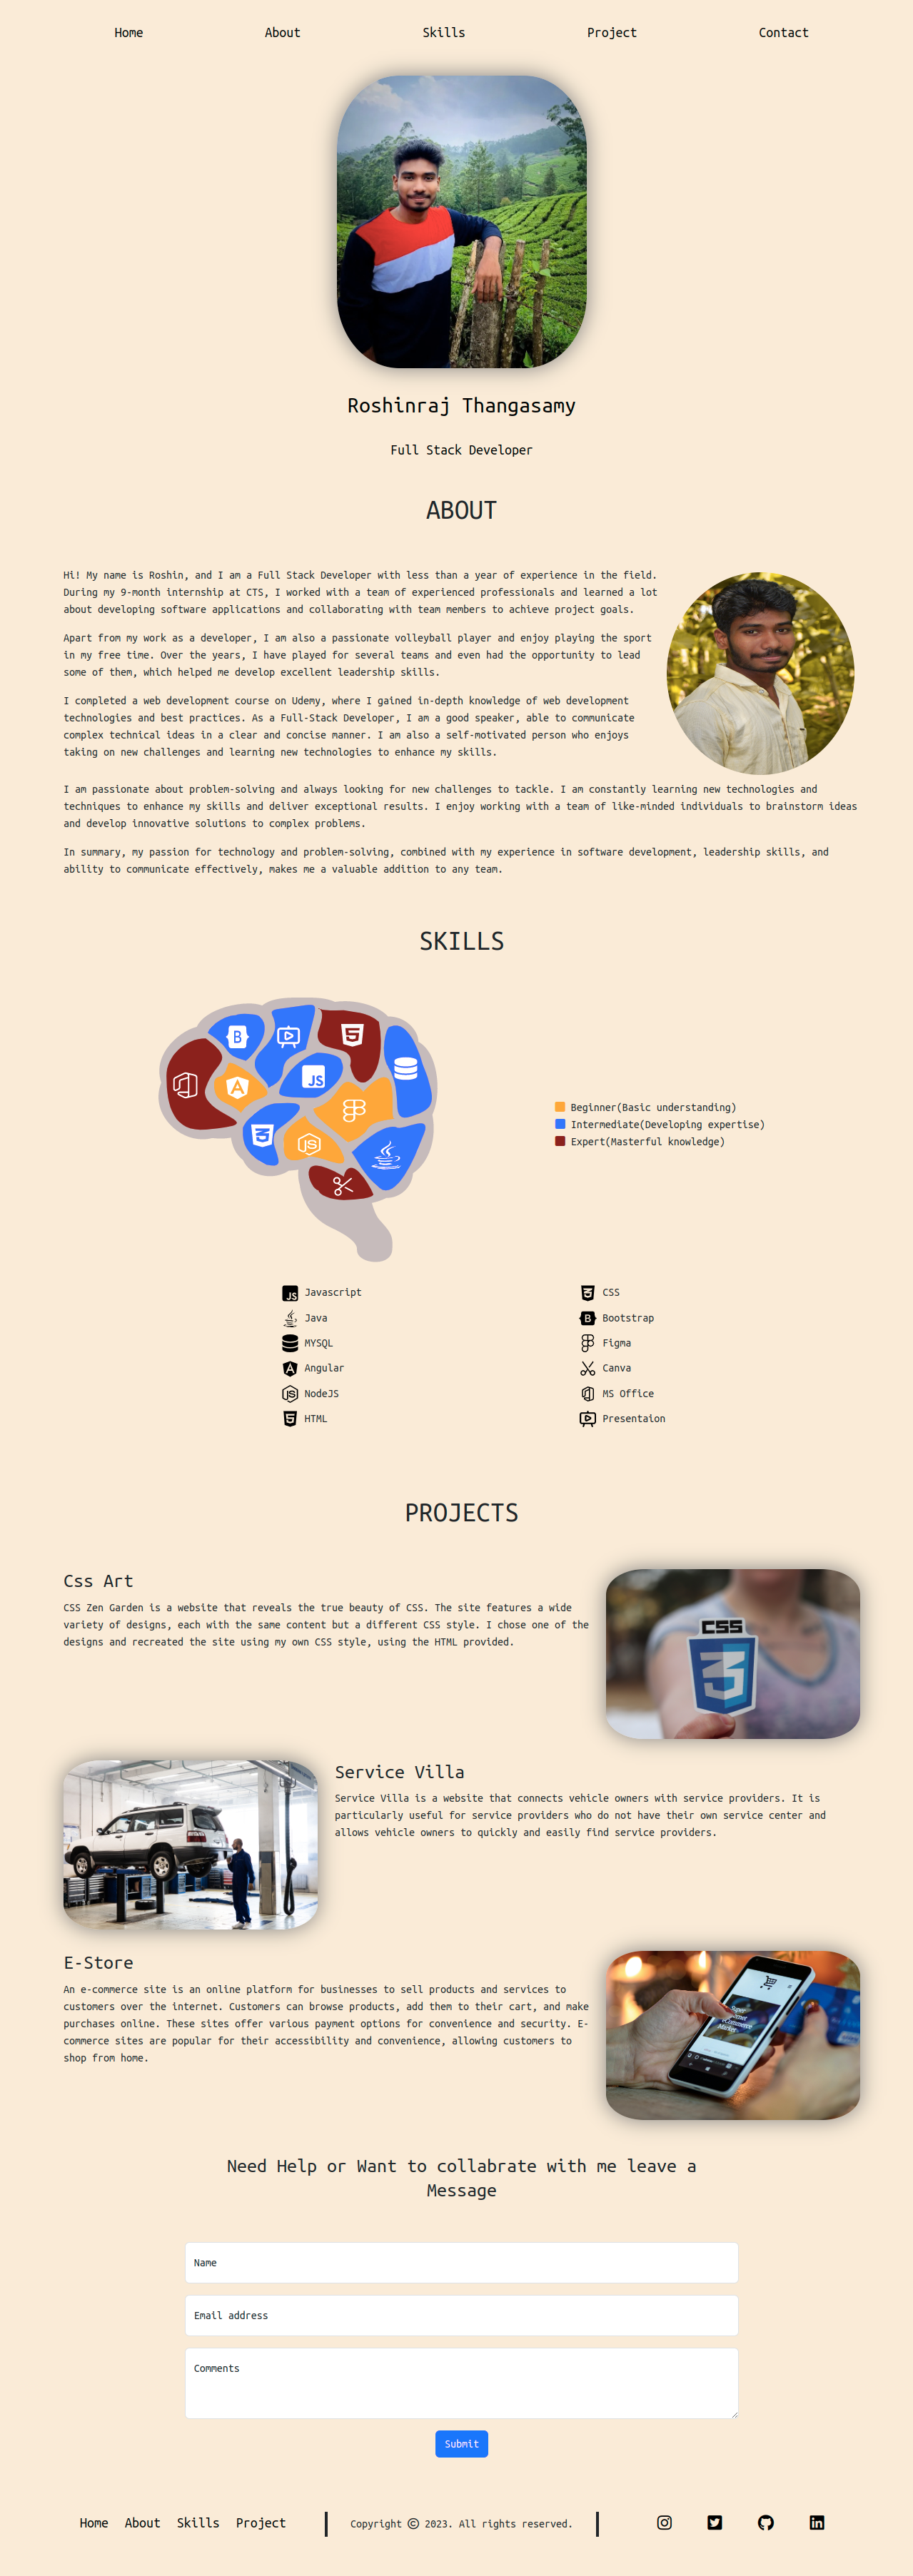 Home About Skills Project Contact
Roshinraj Thangasamy
Full Stack Developer
ABOUT
Hi! My name is Roshin, and I am a Full Stack Developer with less than a year of experience in the field.
During my 9-month internship at CTS, I worked with a team of experienced professionals and learned a lot
about developing software applications and collaborating with team members to achieve project goals.
Apart from my work as a developer, I am also a passionate volleyball player and enjoy playing the sport
in my free time. Over the years, I have played for several teams and even had the opportunity to lead
some of them, which helped me develop excellent leadership skills.
I completed a web development course on Udemy, where I gained in-depth knowledge of web development
technologies and best practices. As a Full-Stack Developer, I am a good speaker, able to communicate
complex technical ideas in a clear and concise manner. I am also a self-motivated person who enjoys
taking on new challenges and learning new technologies to enhance my skills.
I am passionate about problem-solving and always looking for new challenges to tackle. I am constantly learning new technologies and
techniques to enhance my skills and deliver exceptional results. I enjoy working with a team of like-minded individuals to brainstorm ideas
and develop innovative solutions to complex problems.
In summary, my passion for technology and problem-solving, combined with my experience in software development, leadership skills, and
ability to communicate effectively, makes me a valuable addition to any team.
SKILLS
B
JS
A
JS
Beginner(Basic understanding)
Intermediate(Developing expertise)
Expert(Masterful knowledge)
JS Javascript
Java
MYSQL
A Angular
JS NodeJS
HTML
CSS
B Bootstrap
Figma
Canva
MS Office
Presentaion
PROJECTS
Css Art
CSS Zen Garden is a website that reveals the true beauty of CSS. The site features a wide
variety of designs, each with the same content but a different CSS style. I chose one of the
designs and recreated the site using my own CSS style, using the HTML provided.
CSS
3
Service Villa
Service Villa is a website that connects vehicle owners with service providers. It is
particularly useful for service providers who do not have their own service center and
allows vehicle owners to quickly and easily find service providers.
E-Store
An e-commerce site is an online platform for businesses to sell products and services to
customers over the internet. Customers can browse products, add them to their cart, and make
purchases online. These sites offer various payment options for convenience and security. E-
commerce sites are popular for their accessibility and convenience, allowing customers to
shop from home.
Need Help or Want to collabrate with me leave a
Message
Name
Email address
Comments
Submit
Home About Skills Project
Copyright © 2023. All rights reserved.